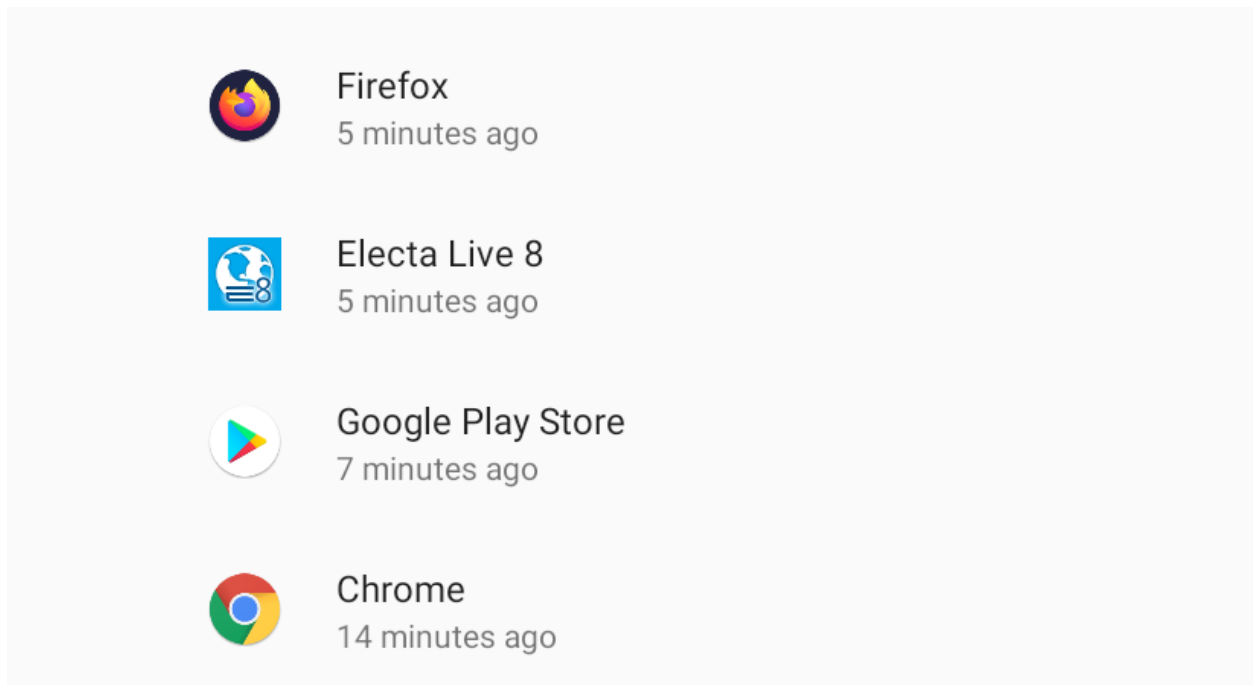 Firefox
5 minutes ago
Electa Live 8
5 minutes ago
Google Play Store
7 minutes ago
Chrome
14 minutes ago